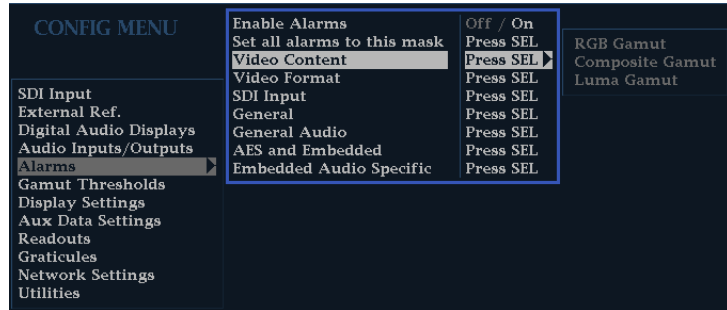 CONFIG MENU
SDI Input
External Ref.
Digital Audio Displays
Audio Inputs/Outputs
Alarms
Gamut Thresholds
Display Settings
Aux Data Settings
Readouts
Graticules
Network Settings
Utilities
Enable Alarms Off / On
Set all alarms to this mask Press SEL
Video Content Press SEL
Video Format Press SEL
SDI Input Press SEL
General Press SEL
General Audio Press SEL
AES and Embedded Press SEL
Embedded Audio Specific Press SEL
RGB Gamut
Composite Gamut
Luma Gamut